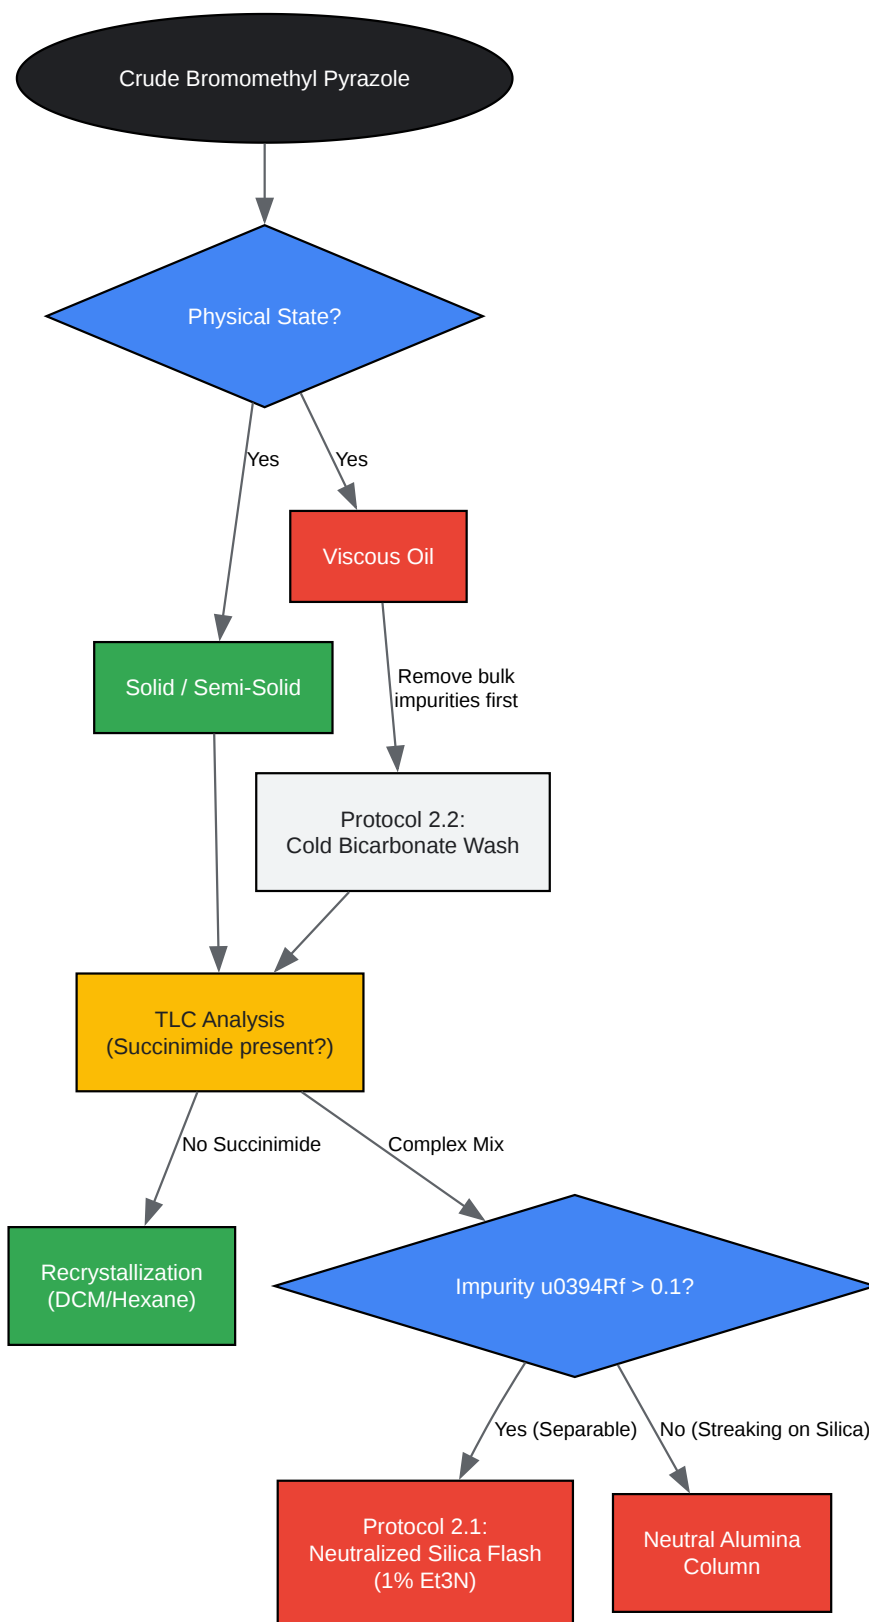 Crude Bromomethyl Pyrazole
Physical State?
Yes
Yes
Viscous Oil
Solid / Semi-Solid
Remove bulk
impurities first
Protocol 2.2:
Cold Bicarbonate Wash
TLC Analysis
(Succinimide present?)
No Succinimide
Complex Mix
Recrystallization
(DCM/Hexane)
Impurity u0394Rf > 0.1?
Yes (Separable)
No (Streaking on Silica)
Protocol 2.1:
Neutralized Silica Flash
(1% Et3N)
Neutral Alumina
Column